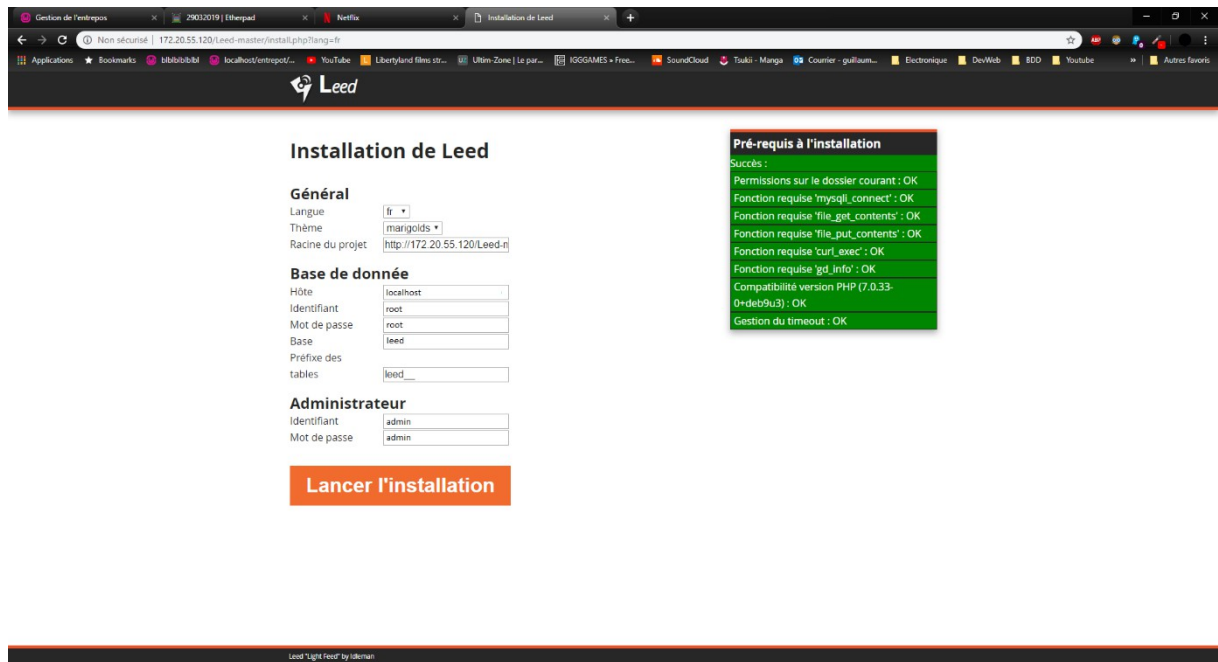 Gestion de l'entrepos
29032019 | Etherpad
Netflix
Installation de Leed
Non sécurisé | 172.20.55.120/Leed-master/install.php?lang=fr
Applications Bookmarks blblblblblbl localhost/entrepot/... YouTube Libertyland films str... Ultim-Zone | Le par... IGGGAMES » Free... SoundCloud Tsukii - Manga Courrier - guillaum... Electronique DevWeb BDD Youtube » Autres favoris
Leed
Installation de Leed
Général
Langue fr
Thème marigolds
Racine du projet http://172.20.55.120/Leed-m
Base de donnée
Hôte localhost
Identifiant root
Mot de passe root
Base leed
Préfixe des
tables leed__
Administrateur
Identifiant admin
Mot de passe admin
Lancer l'installation
Pré-requis à l'installation
Succès :
Permissions sur le dossier courant : OK
Fonction requise 'mysqli_connect' : OK
Fonction requise 'file_get_contents' : OK
Fonction requise 'file_put_contents' : OK
Fonction requise 'curl_exec' : OK
Fonction requise 'gd_info' : OK
Compatibilité version PHP (7.0.33-
0+deb9u3) : OK
Gestion du timeout : OK
Leed "Light Feed" by Idleman